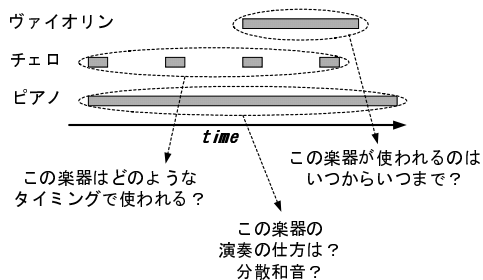 ヴァイオリン
チェロ
ピアノ
time
この楽器はどのような
タイミングで使われる？
この楽器が使われるのは
いつからいつまで？
この楽器の
演奏の仕方は？
分散和音？